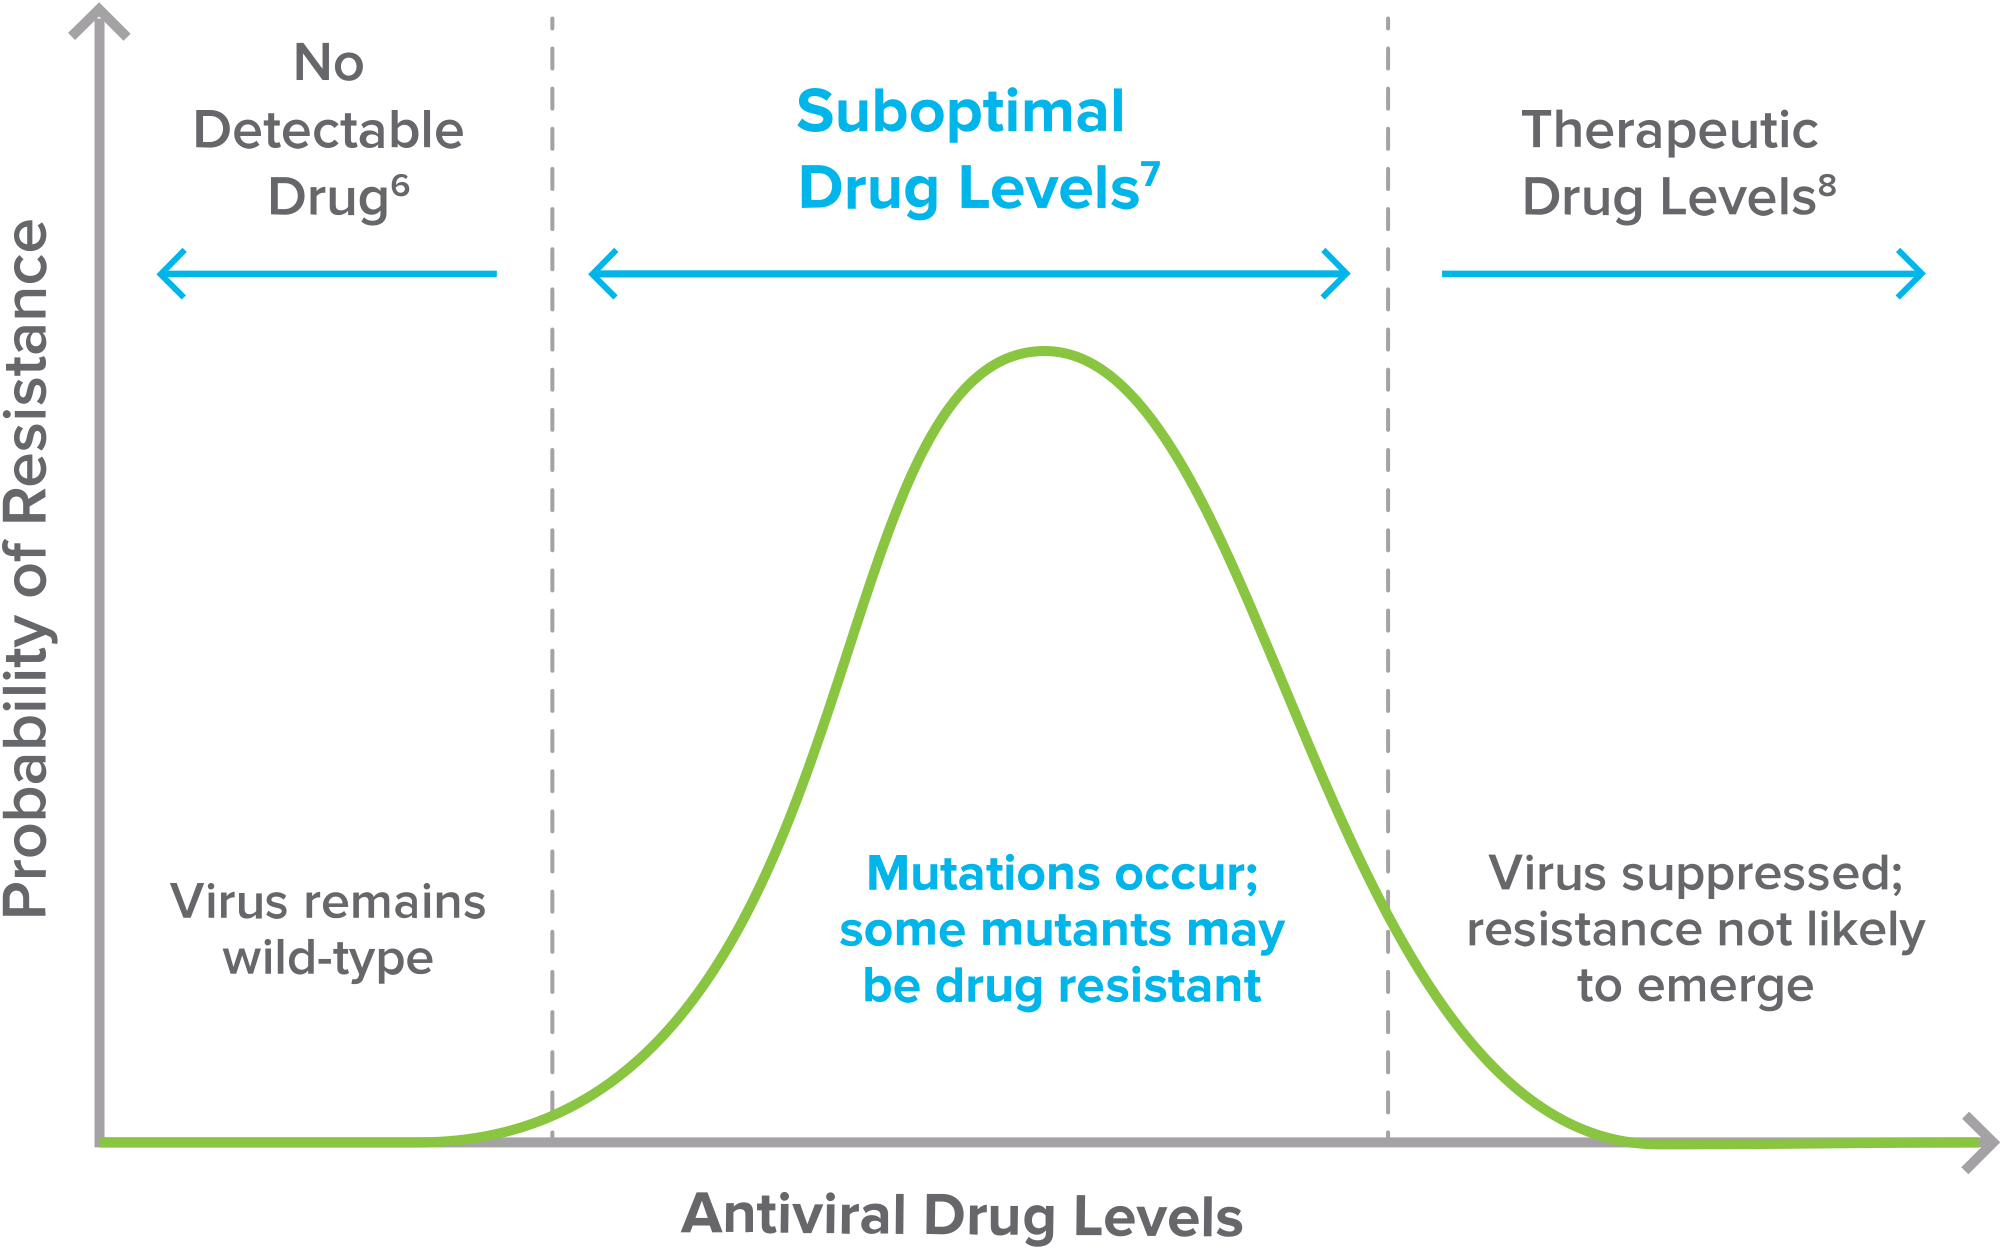 Probability of Resistance
No
Detectable
Drug⁶
Suboptimal
Drug Levels⁷
Therapeutic
Drug Levels⁸
Virus remains
wild-type
Mutations occur;
some mutants may
be drug resistant
Virus suppressed;
resistance not likely
to emerge
Antiviral Drug Levels